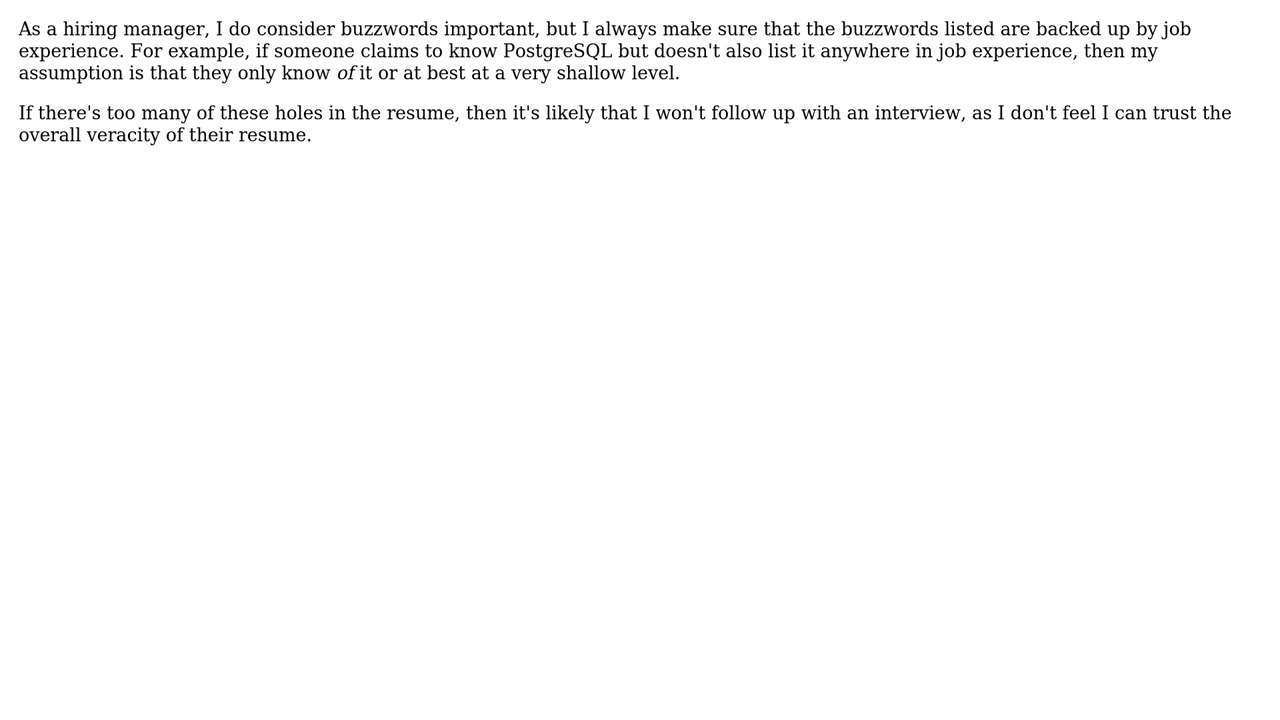 As a hiring manager, I do consider buzzwords important, but I always make sure that the buzzwords listed are backed up by job
experience. For example, if someone claims to know PostgreSQL but doesn't also list it anywhere in job experience, then my
assumption is that they only know of it or at best at a very shallow level.
If there's too many of these holes in the resume, then it's likely that I won't follow up with an interview, as I don't feel I can trust the
overall veracity of their resume.